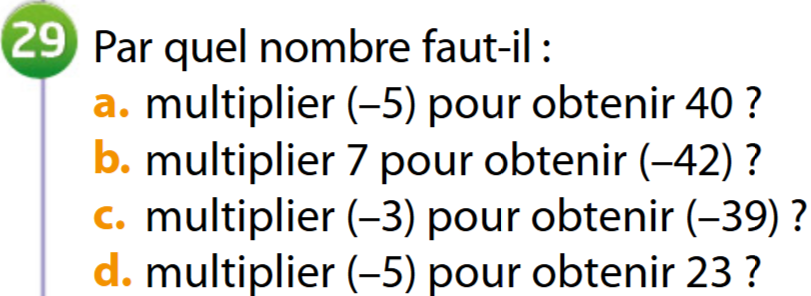 29 Par quel nombre faut-il :
a. multiplier (–5) pour obtenir 40 ?
b. multiplier 7 pour obtenir (–42) ?
c. multiplier (–3) pour obtenir (–39) ?
d. multiplier (–5) pour obtenir 23 ?